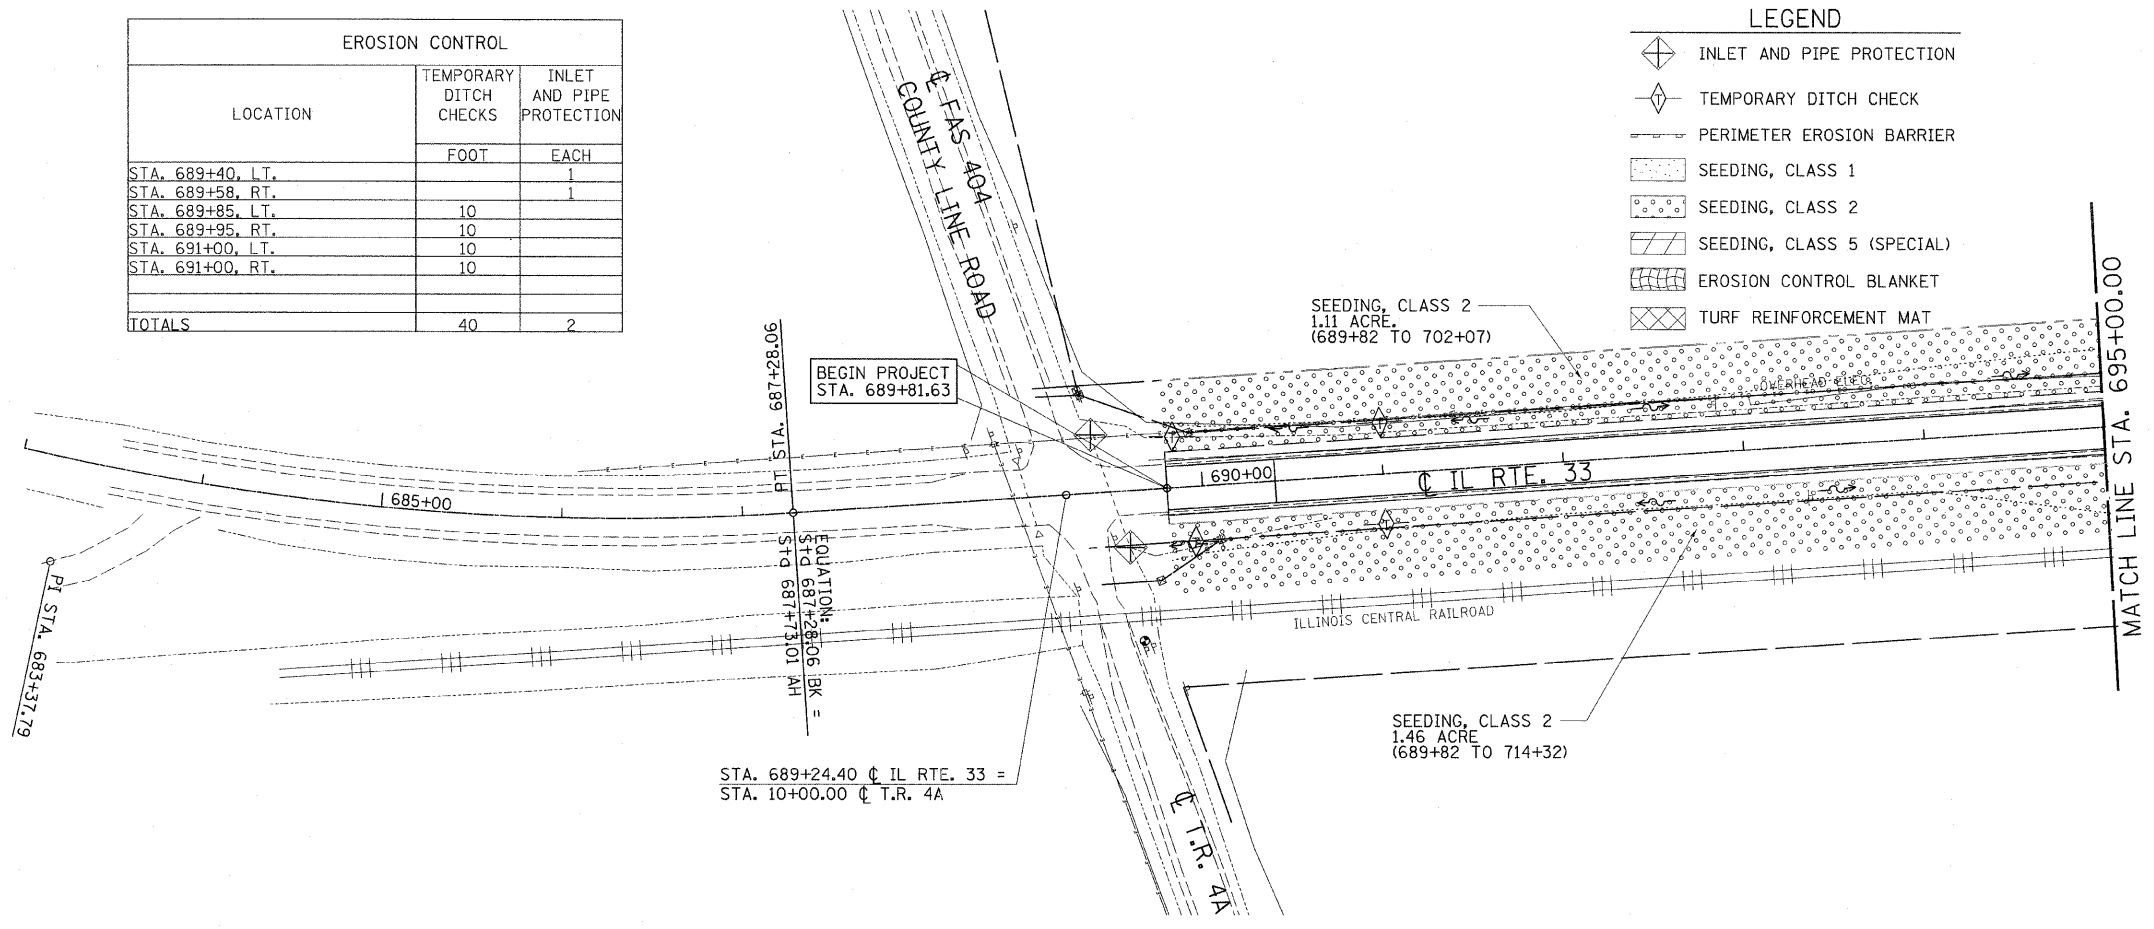 EROSION CONTROL
LOCATION
TEMPORARY
DITCH
CHECKS
INLET
AND PIPE
PROTECTION
FOOT EACH
STA. 689+40, LT. 1
STA. 689+58, RT. 1
STA. 689+85, LT. 10
STA. 689+95, RT. 10
STA. 691+00, LT. 10
STA. 691+00, RT. 10
TOTALS 40 2
LEGEND
INLET AND PIPE PROTECTION
T TEMPORARY DITCH CHECK
PERIMETER EROSION BARRIER
SEEDING, CLASS 1
SEEDING, CLASS 2
SEEDING, CLASS 5 (SPECIAL)
EROSION CONTROL BLANKET
TURF REINFORCEMENT MAT
℄ FAS 404
COUNTY LINE ROAD
SEEDING, CLASS 2
1.11 ACRE.
(689+82 TO 702+07)
BEGIN PROJECT
STA. 689+81.63
PT STA. 687+28.06
OVERHEAD ELEC.
MATCH LINE STA. 695+00.00
685+00
690+00
℄ IL RTE. 33
PI STA. 683+37.79
EQUATION:
Sta 687+28.06 BK =
Sta 687+73.01 AH
ILLINOIS CENTRAL RAILROAD
SEEDING, CLASS 2
1.46 ACRE
(689+82 TO 714+32)
STA. 689+24.40 ℄ IL RTE. 33 =
STA. 10+00.00 ℄ T.R. 4A
℄ T.R. 4A